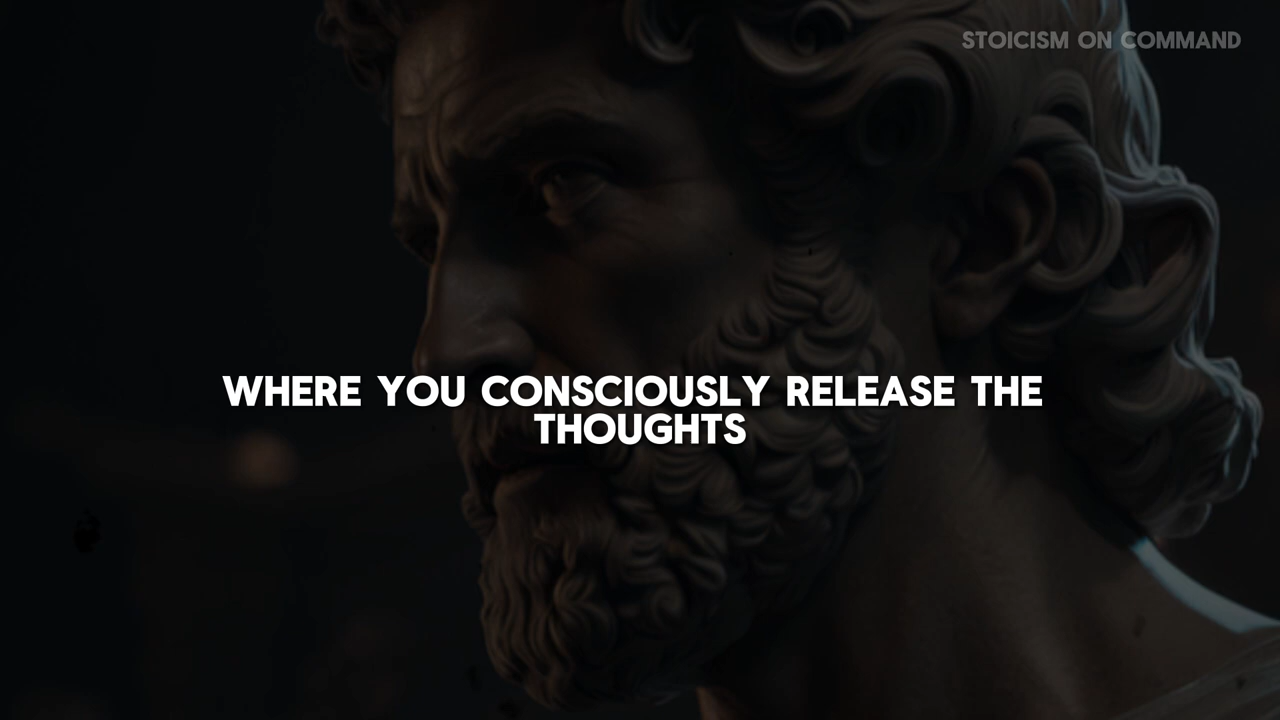 STOICISM ON COMMAND
WHERE YOU CONSCIOUSLY RELEASE THE
THOUGHTS